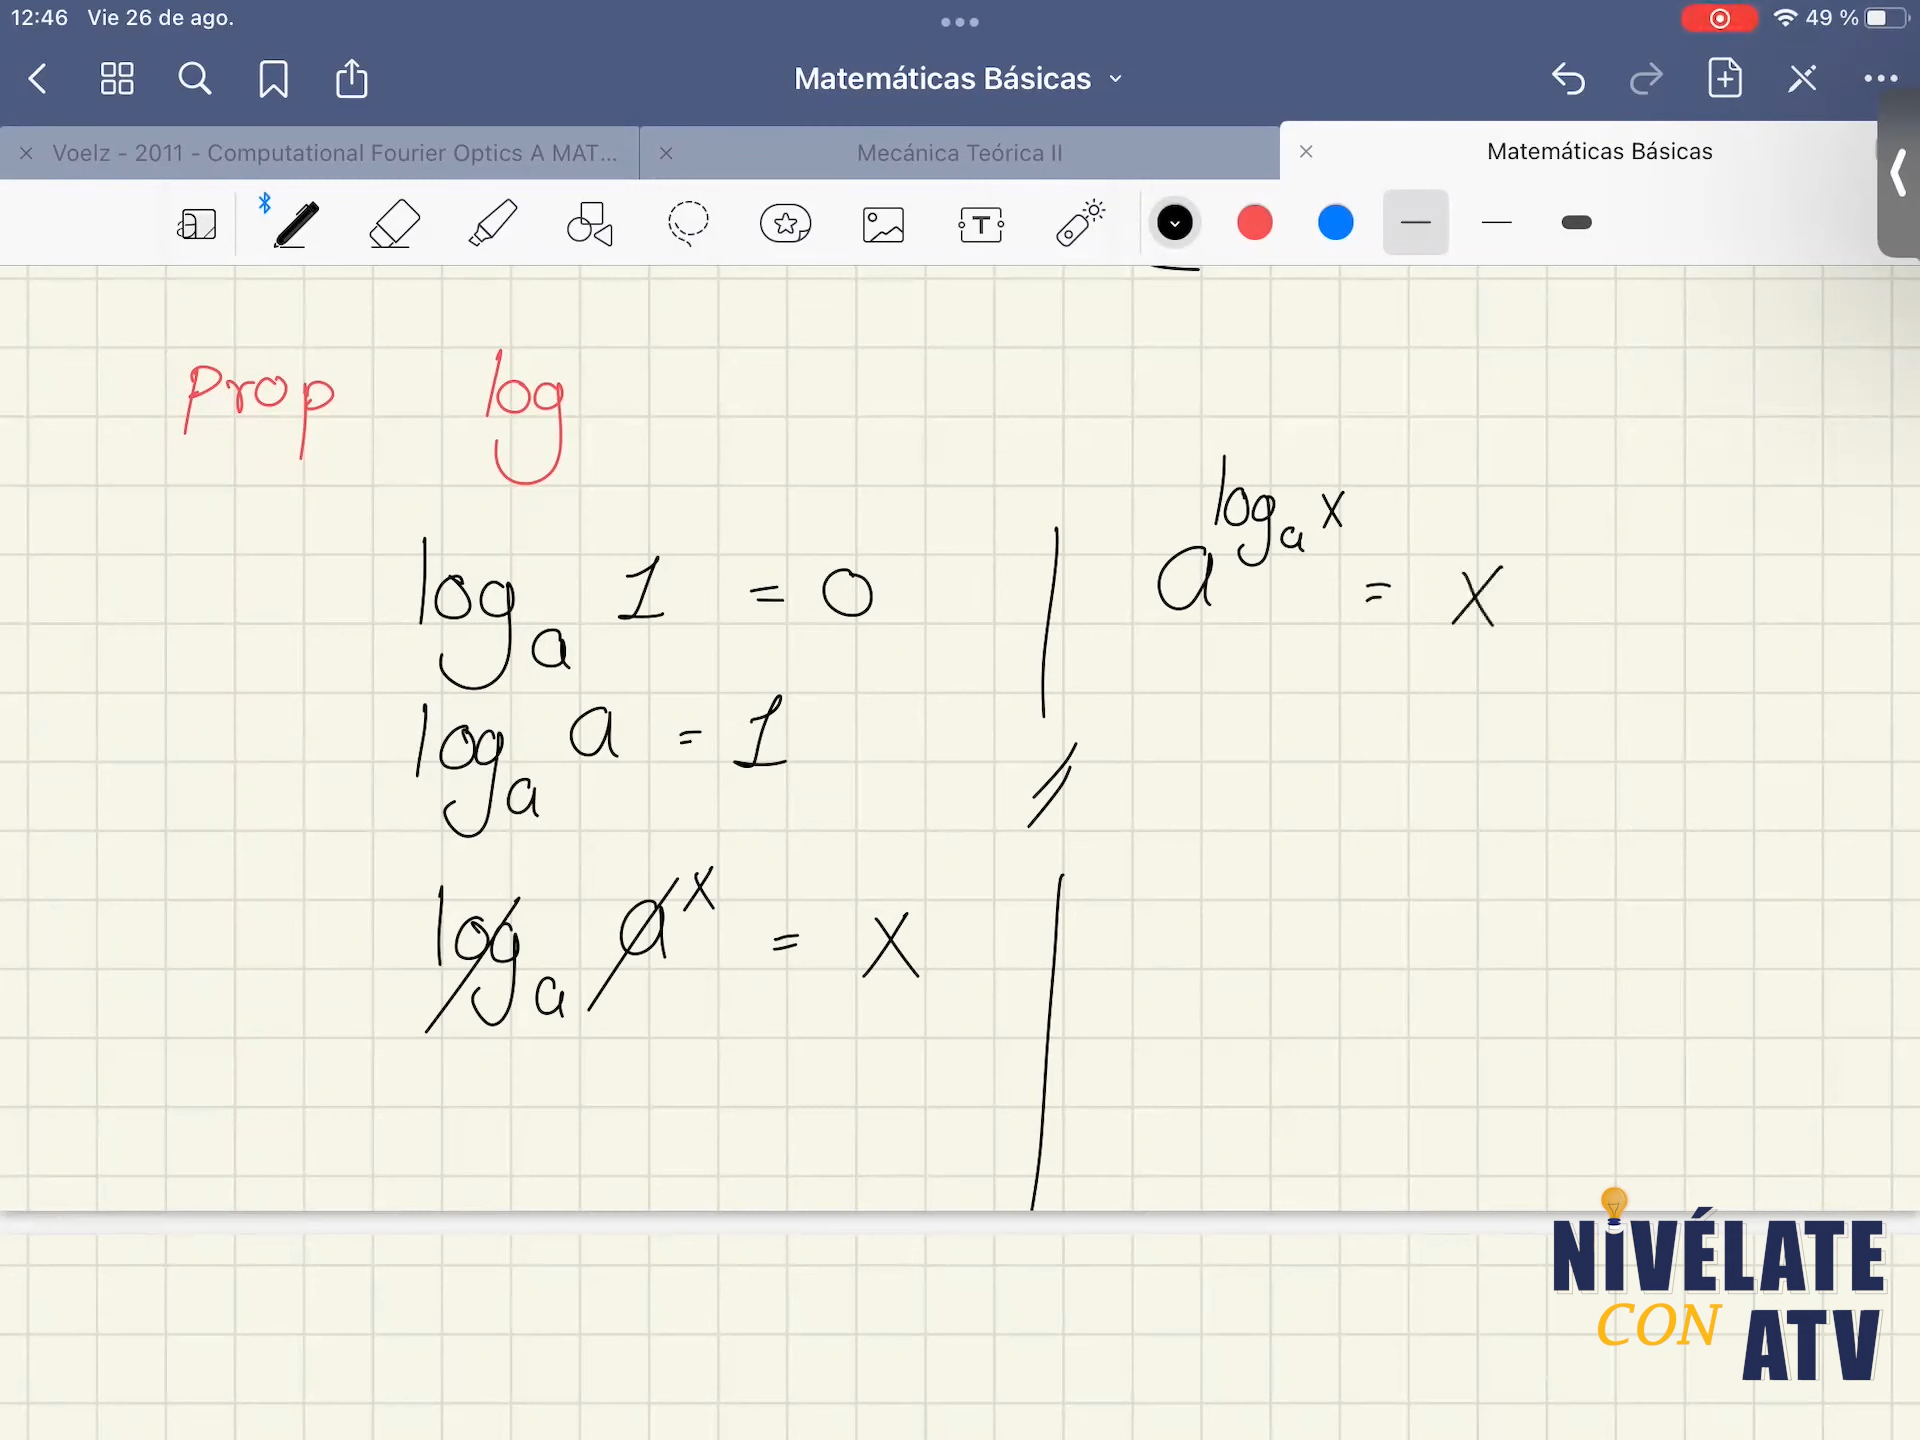 12:46 Vie 26 de ago.
49 %
Matemáticas Básicas
Voelz - 2011 - Computational Fourier Optics A MAT...
Mecánica Teórica II
Matemáticas Básicas
Prop log
log_a 1 = 0
log_a a = 1
log_a a^x = x
a^{log_a x} = x
NIVÉLATE
CON
ATV